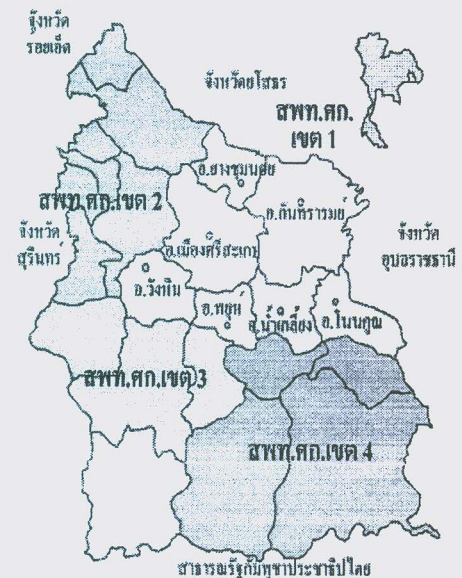 จังหวัด
ร้อยเอ็ด
จังหวัดยโสธร
สพท.ศก.
เขต 1
อ.ยางชุมน้อย
สพท.ศก.เขต 2
อ.กันทรารมย์
จังหวัด
สุรินทร์
อ.เมืองศรีสะเกษ
จังหวัด
อุบลราชธานี
อ.วังหิน
อ.พยุห์
อ.น้ำเกลี้ยง
อ.โนนคูณ
สพท.ศก.เขต 3
สพท.ศก.เขต 4
สาธารณรัฐกัมพูชาประชาธิปไตย